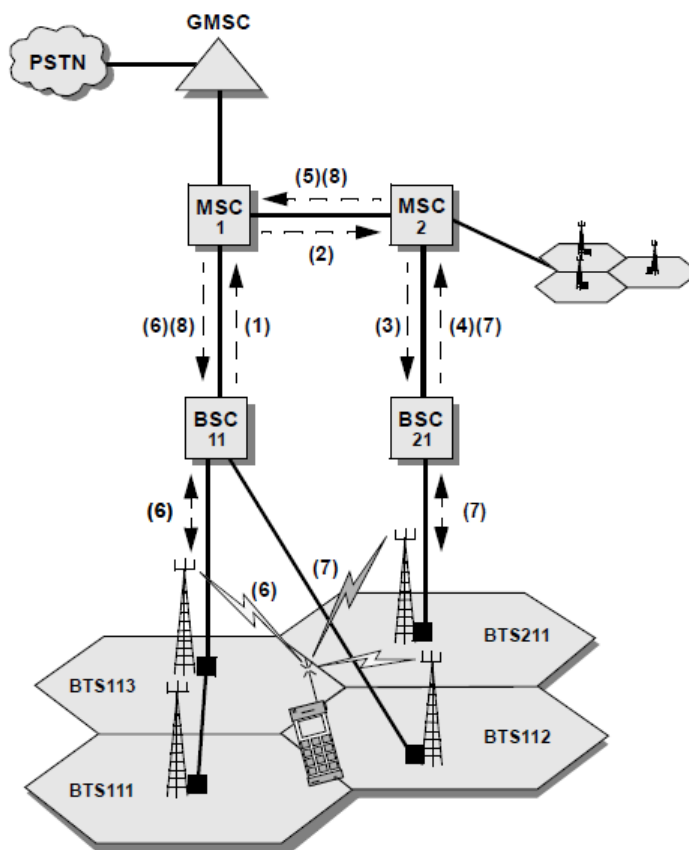 GMSC
PSTN
(5)(8)
MSC
1
MSC
2
(2)
(6)(8)
(1)
(3)
(4)(7)
BSC
11
BSC
21
(6)
(7)
(6)
(7)
BTS211
BTS113
BTS112
BTS111